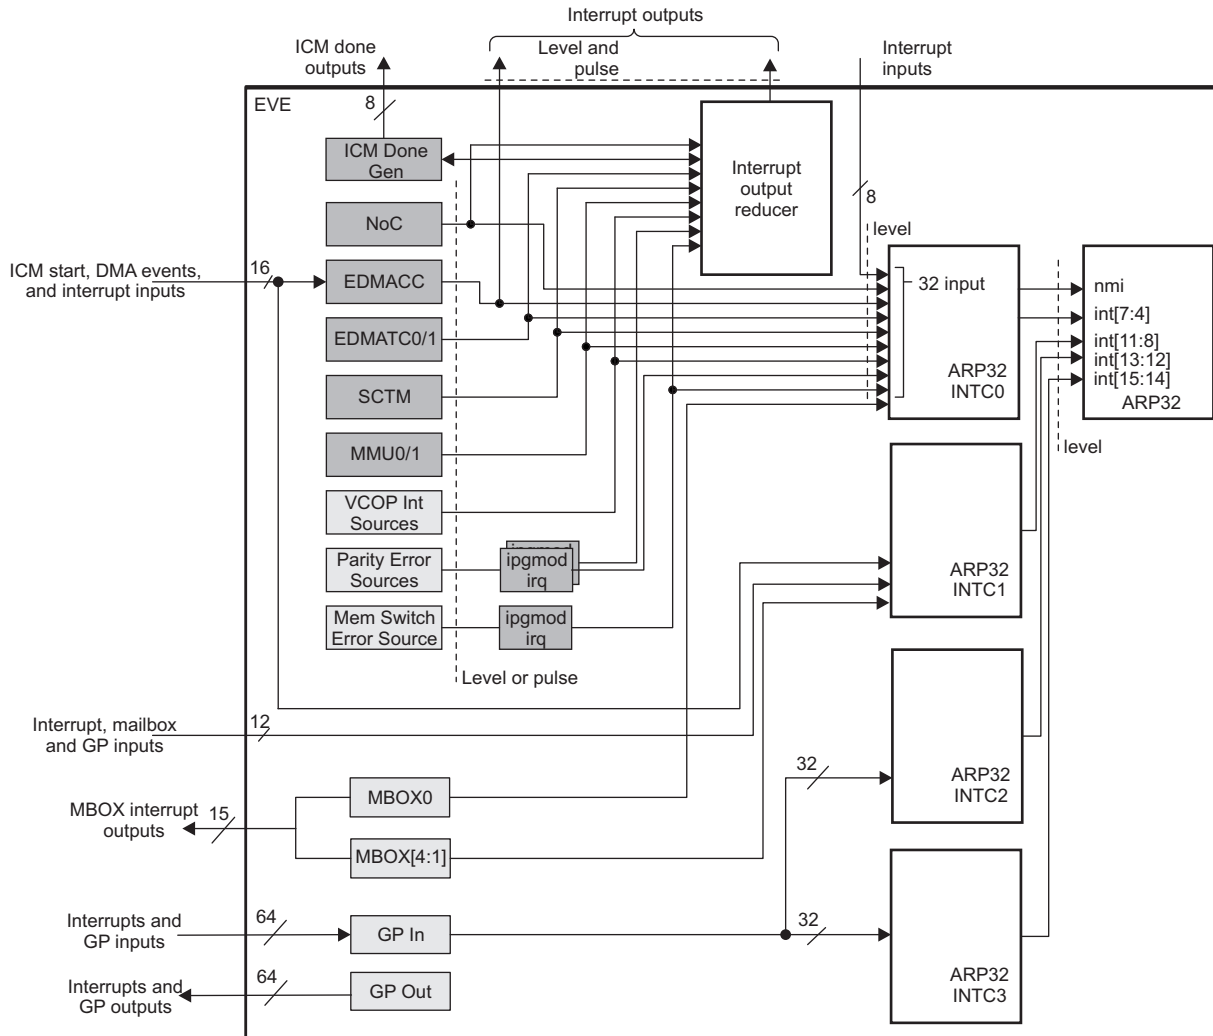 Interrupt outputs
ICM done
outputs
Level and
pulse
Interrupt
inputs
EVE
8
ICM Done
Gen
Interrupt
output
reducer
8
NoC
level
ICM start, DMA events,
and interrupt inputs
16
EDMACC
32 input
nmi
EDMATC0/1
int[7:4]
int[11:8]
int[13:12]
int[15:14]
ARP32
ARP32
INTC0
SCTM
MMU0/1
level
VCOP Int
Sources
Parity Error
Sources
ipgmod
ipgmod
irq
ARP32
INTC1
Mem Switch
Error Source
ipgmod
irq
Level or pulse
Interrupt, mailbox
and GP inputs
12
32
ARP32
INTC2
MBOX interrupt
outputs
15
MBOX0
MBOX[4:1]
Interrupts and
GP inputs
64
GP In
32
ARP32
INTC3
Interrupts and
GP outputs
64
GP Out